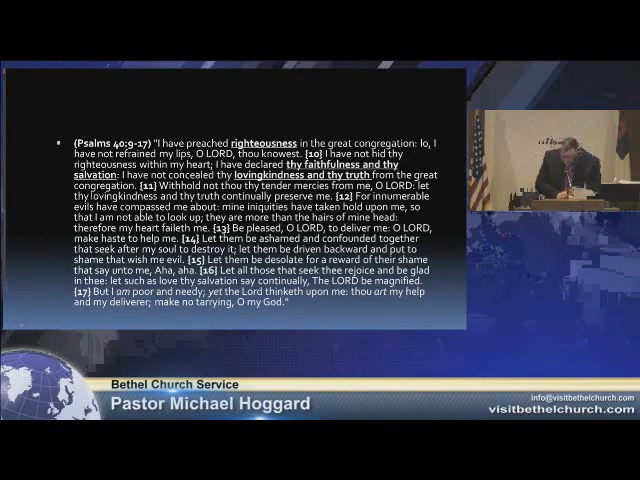 (Psalms 40:9-17) "I have preached righteousness in the great congregation: lo, I
have not refrained my lips, O LORD, thou knowest. {10} I have not hid thy
righteousness within my heart; I have declared thy faithfulness and thy
salvation: I have not concealed thy lovingkindness and thy truth from the great
congregation. {11} Withhold not thou thy tender mercies from me, O LORD: let
thy lovingkindness and thy truth continually preserve me. {12} For innumerable
evils have compassed me about: mine iniquities have taken hold upon me, so
that I am not able to look up; they are more than the hairs of mine head:
therefore my heart faileth me. {13} Be pleased, O LORD, to deliver me: O LORD,
make haste to help me. {14} Let them be ashamed and confounded together
that seek after my soul to destroy it; let them be driven backward and put to
shame that wish me evil. {15} Let them be desolate for a reward of their shame
that say unto me, Aha, aha. {16} Let all those that seek thee rejoice and be glad
in thee: let such as love thy salvation say continually, The LORD be magnified.
{17} But I am poor and needy; yet the Lord thinketh upon me: thou art my help
and my deliverer; make no tarrying, O my God."
Bethel Church Service
Pastor Michael Hoggard
info@visitbethelchurch.com
visitbethelchurch.com